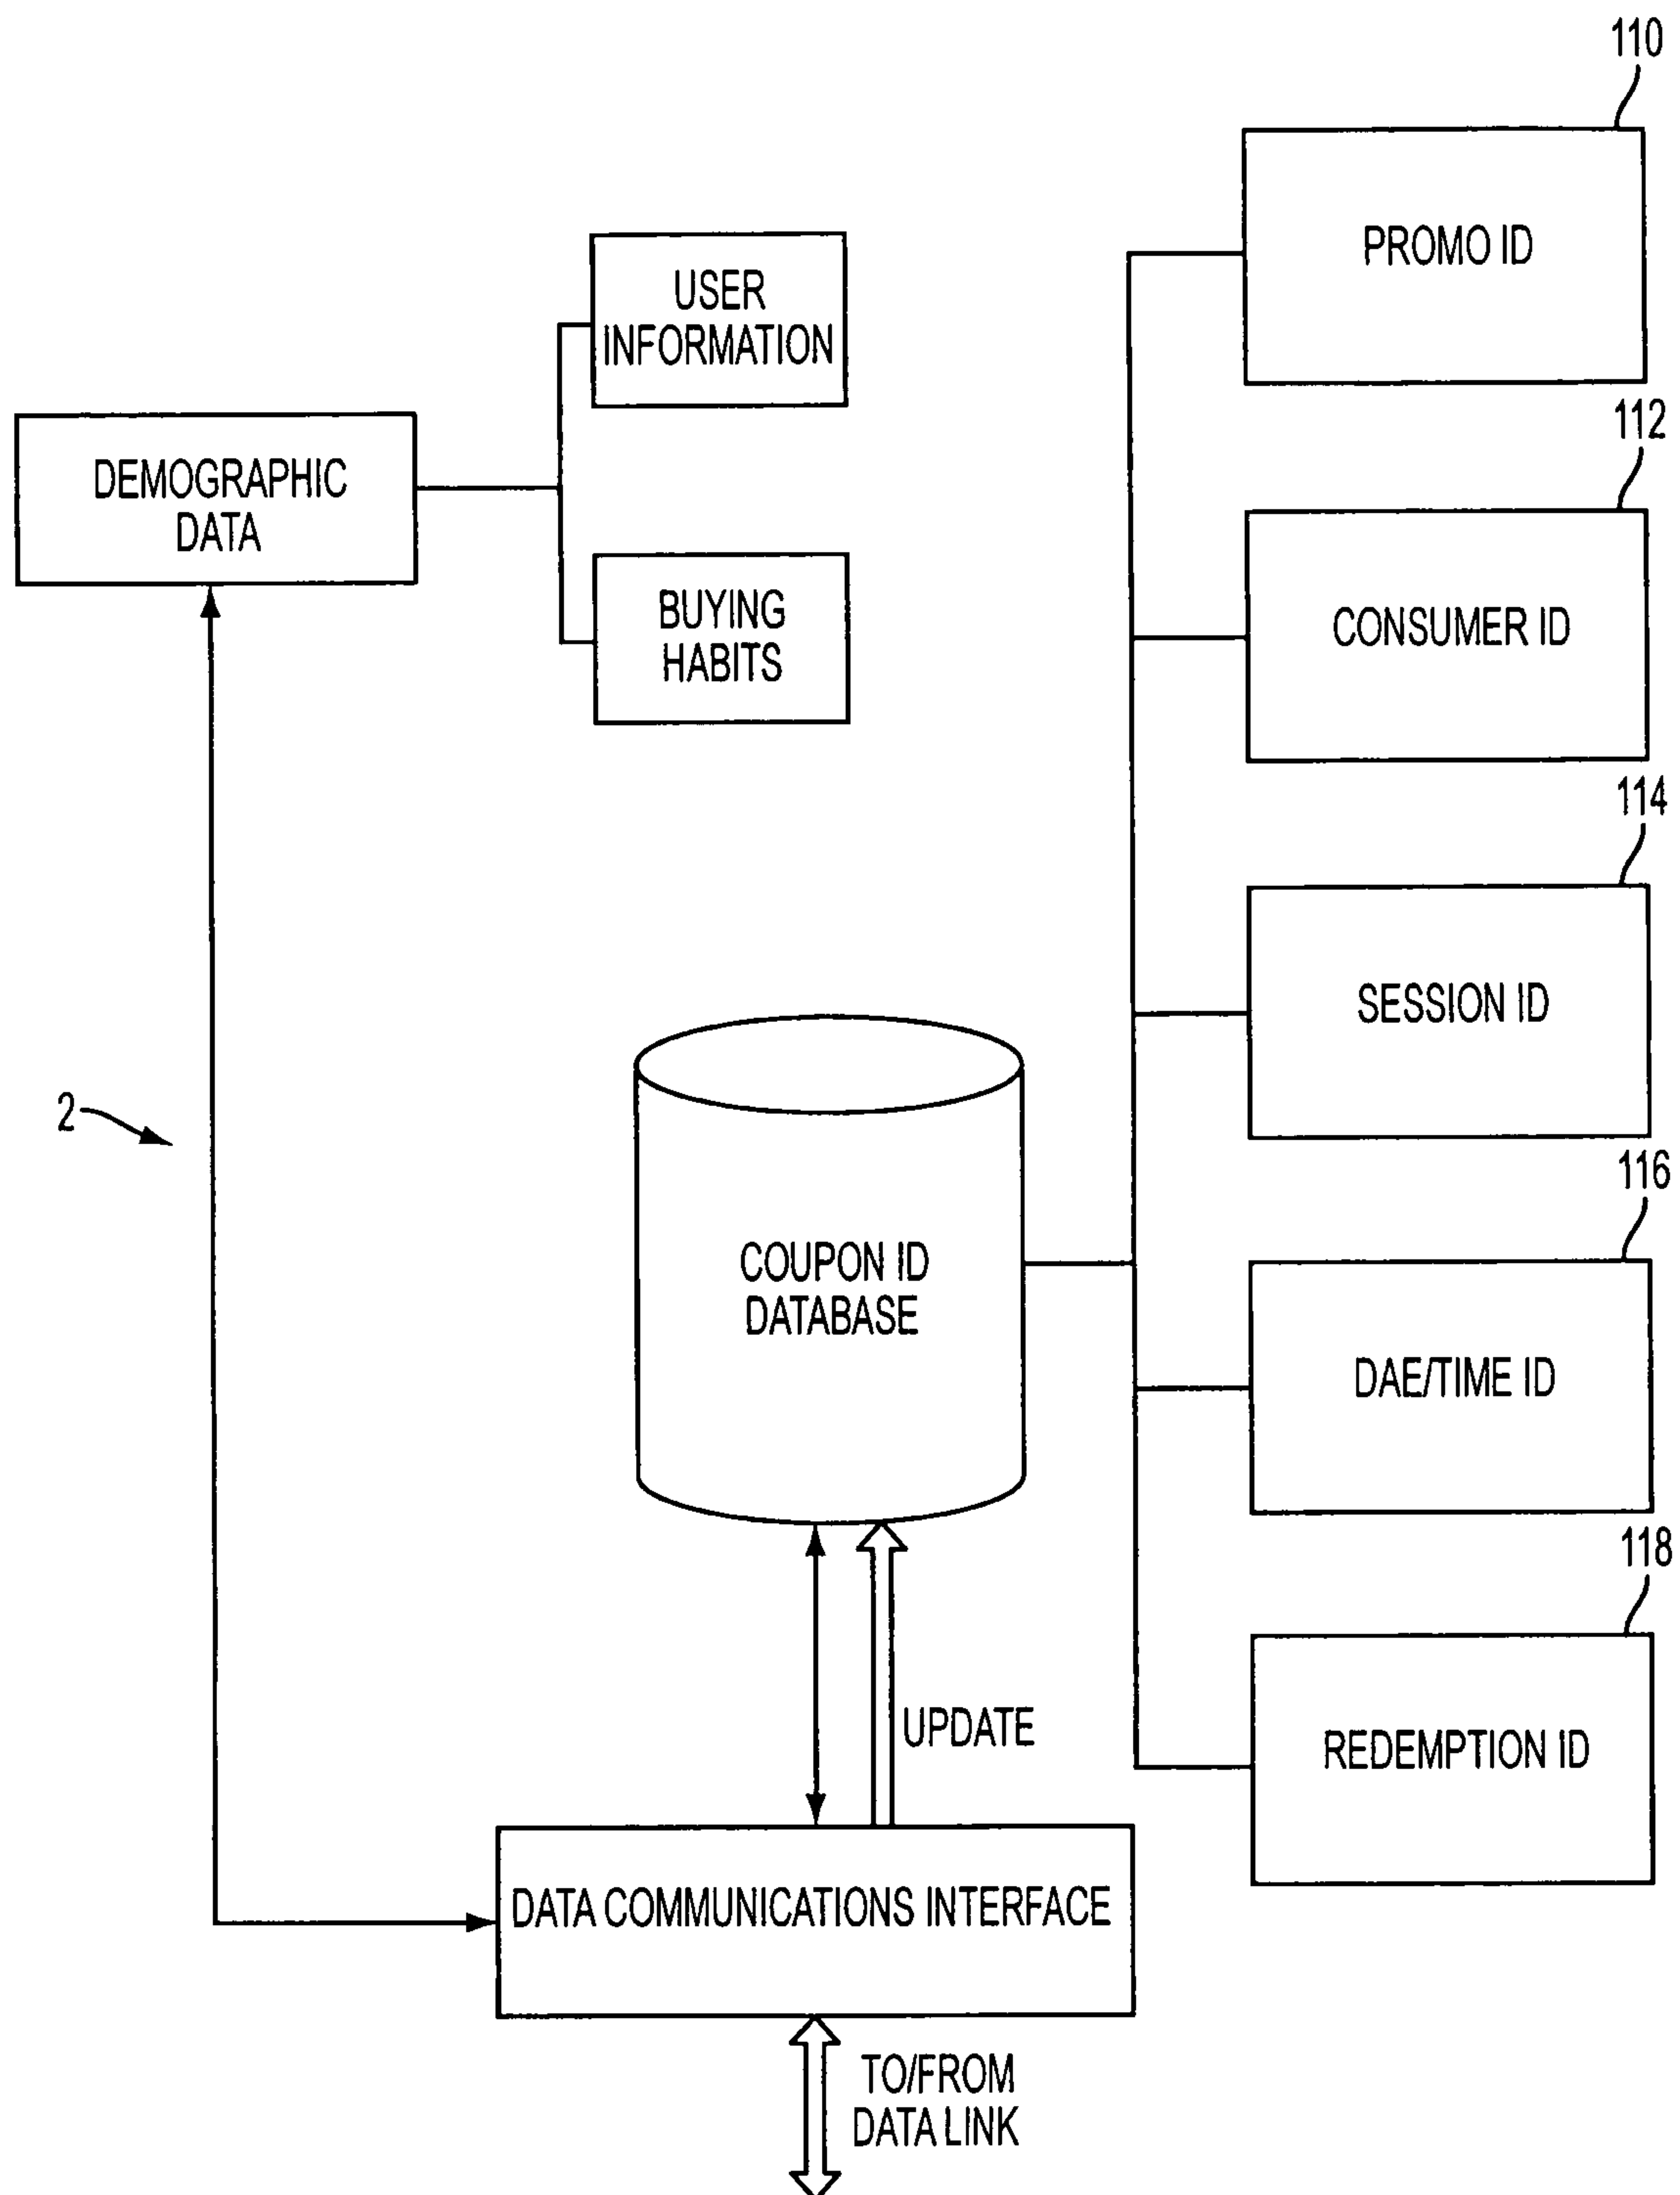 110
PROMO ID
USER
INFORMATION
112
DEMOGRAPHIC
DATA
CONSUMER ID
BUYING
HABITS
114
SESSION ID
2
116
COUPON ID
DATABASE
DAE/TIME ID
118
UPDATE
REDEMPTION ID
DATA COMMUNICATIONS INTERFACE
TO/FROM
DATA LINK